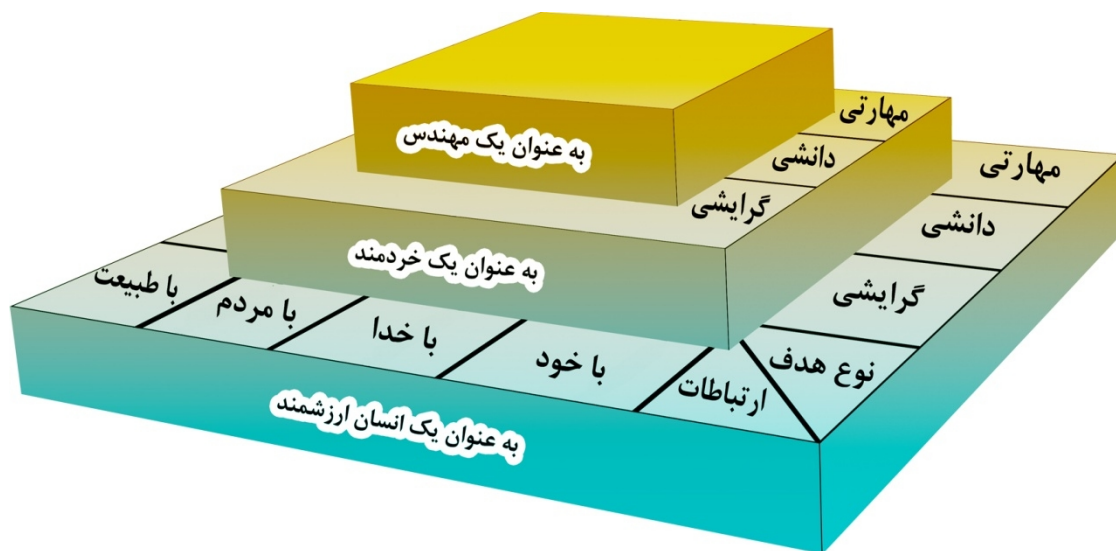 به عنوان یک مهندس
مهارتی
دانشی
گرایشی
به عنوان یک خردمند
مهارتی
دانشی
گرایشی
نوع هدف
ارتباطات
با خود
با خدا
با مردم
با طبیعت
به عنوان یک انسان ارزشمند